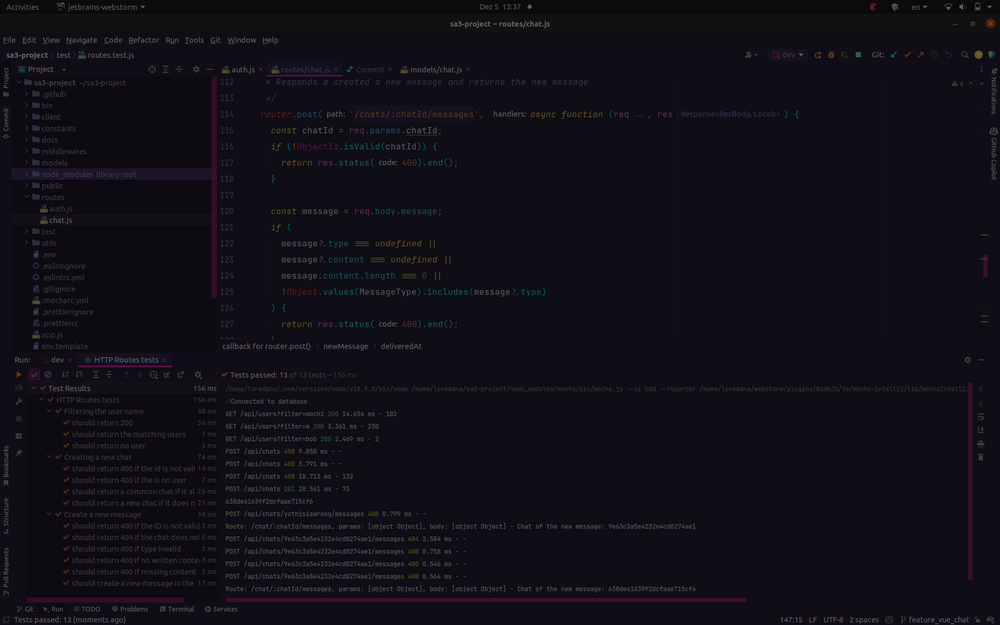 Activities jetbrains-webstorm Dez 5 13:37 en
sa3-project – routes/chat.js
File Edit View Navigate Code Refactor Run Tools Git Window Help
sa3-project test routes.test.js dev Git:
Project auth.js routes/chat.js Commit models/chat.js
Project
Commit
Bookmarks
Structure
Pull Requests
Notifications
GitHub Copilot
sa3-project ~/sa3-project
.github
bin
client
constants
docs
middlewares
models
node_modules library root
public
routes
auth.js
chat.js
test
utils
.env
.eslintignore
.eslintrc.yml
.gitignore
.mocharc.yml
.prettierignore
.prettierrc
app.js
env.template
4
112 * Responds a created a new message and returns the new message
113 */
114 router.post( path: '/chats/:chatId/messages', handlers: async function (req :... , res : Response<ResBody, Locals> ) {
115 const chatId = req.params.chatId;
116 if (!ObjectId.isValid(chatId)) {
117 return res.status( code: 400).end();
118 }
119
120 const message = req.body.message;
121 if (
122 message?.type === undefined ||
123 message?.content === undefined ||
124 message.content.length === 0 ||
125 !Object.values(MessageType).includes(message?.type)
126 ) {
127 return res.status( code: 400).end();
128 }
callback for router.post() › newMessage › deliveredAt
Run: dev HTTP Routes tests
Tests passed: 13 of 13 tests – 156 ms
Test Results 156 ms
HTTP Routes tests 156 ms
Filtering the user name 48 ms
should return 200 36 ms
should return the matching users 7 ms
should return no user 5 ms
Creating a new chat 74 ms
should return 400 if the id is not vali 14 ms
should return 400 if the is no user 7 ms
should return a common chat if it al 26 ms
should return a new chat if it does n 27 ms
Create a new message 34 ms
should return 400 if the ID is not valid 3 ms
should return 404 if the chat does no 5 ms
should return 400 if type invalid 3 ms
should return 400 if no written conte 3 ms
should return 400 if missing content 3 ms
should create a new message in the 17 ms
/home/loredana/.nvm/versions/node/v18.9.0/bin/node /home/loredana/sa3-project/node_modules/mocha/bin/mocha.js --ui bdd --reporter /home/loredana/webstorm/plugins/NodeJS/js/mocha-intellij/lib/mochaIntellij
✅Connected to database
GET /api/users?filter=mochi 200 14.654 ms - 102
GET /api/users?filter=m 200 3.361 ms - 230
GET /api/users?filter=bob 200 2.469 ms - 2
POST /api/chats 400 9.850 ms - -
POST /api/chats 400 3.791 ms - -
POST /api/chats 400 18.713 ms - 132
POST /api/chats 201 20.561 ms - 73
638de61639f2dcfaae715cf6
POST /api/chats/yothisiswrong/messages 400 0.799 ms - -
Route: /chat/:chatId/messages, params: [object Object], body: [object Object] - Chat of the new message: 9e63c3a5e4232e4cd0274ae1
POST /api/chats/9e63c3a5e4232e4cd0274ae1/messages 404 2.584 ms - -
POST /api/chats/9e63c3a5e4232e4cd0274ae1/messages 400 0.758 ms - -
POST /api/chats/9e63c3a5e4232e4cd0274ae1/messages 400 0.546 ms - -
POST /api/chats/9e63c3a5e4232e4cd0274ae1/messages 400 0.564 ms - -
Route: /chat/:chatId/messages, params: [object Object], body: [object Object] - Chat of the new message: 638de61639f2dcfaae715cf6
Git Run TODO Problems Terminal Services
Tests passed: 13 (moments ago) 147:15 LF UTF-8 2 spaces feature_vue_chat